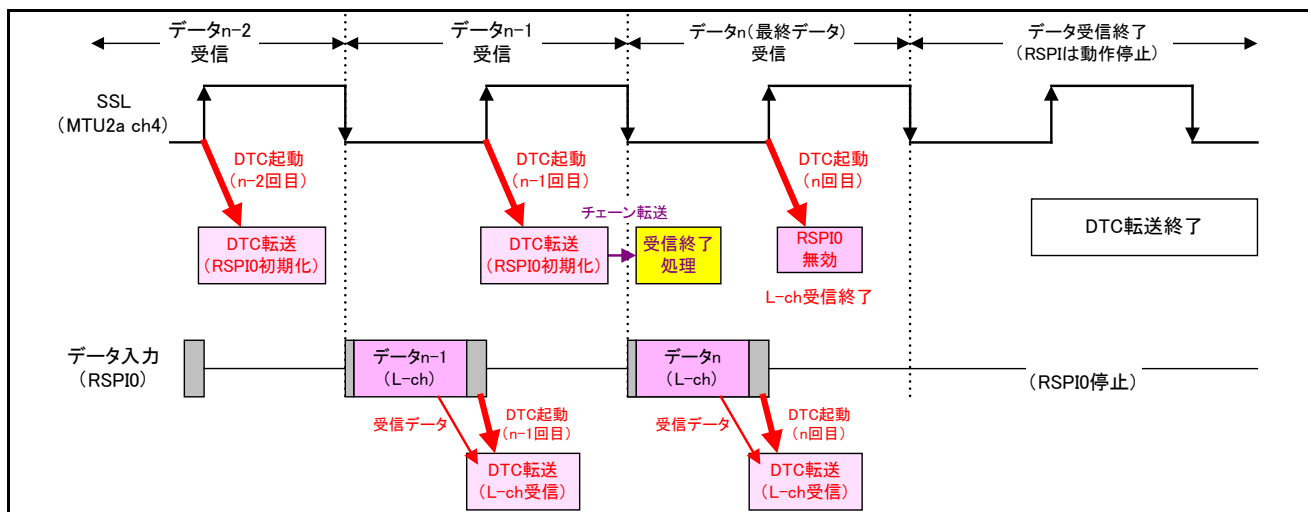 データn-2
受信
データn-1
受信
データn(最終データ)
受信
データ受信終了
(RSPIは動作停止)
SSL
(MTU2a ch4)
DTC起動
(n-2回目)
DTC起動
(n-1回目)
DTC起動
(n回目)
チェーン転送
DTC転送
(RSPI0初期化)
DTC転送
(RSPI0初期化)
受信終了
処理
RSPI0
無効
DTC転送終了
L-ch受信終了
データ入力
(RSPI0)
データn-1
(L-ch)
データn
(L-ch)
(RSPI0停止)
受信データ
DTC起動
(n-1回目)
受信データ
DTC起動
(n回目)
DTC転送
(L-ch受信)
DTC転送
(L-ch受信)